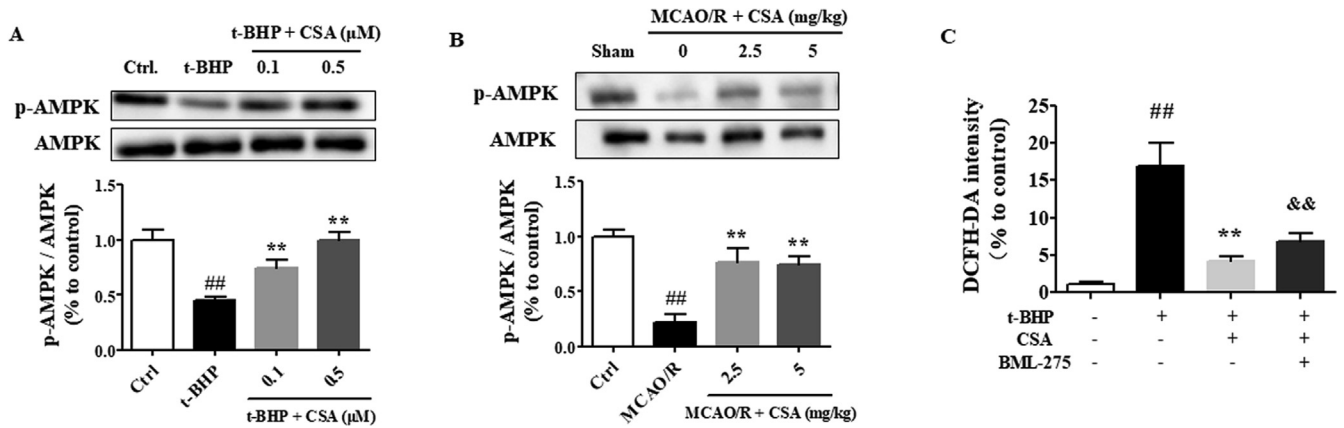 A
t-BHP + CSA (μM)
Ctrl. t-BHP 0.1 0.5
p-AMPK
AMPK
p-AMPK / AMPK
(% to control)
1.5
1.0
0.5
0.0
##
**
**
Ctrl t-BHP 0.1 0.5
t-BHP + CSA (μM)
B
MCAO/R + CSA (mg/kg)
Sham 0 2.5 5
p-AMPK
AMPK
p-AMPK / AMPK
(% to control)
1.5
1.0
0.5
0.0
##
**
**
Ctrl MCAO/R 2.5 5
MCAO/R + CSA (mg/kg)
C
DCFH-DA intensity
(% to control)
25
20
15
10
5
0
##
**
&&
t-BHP - + + +
CSA - - + +
BML-275 - - - +